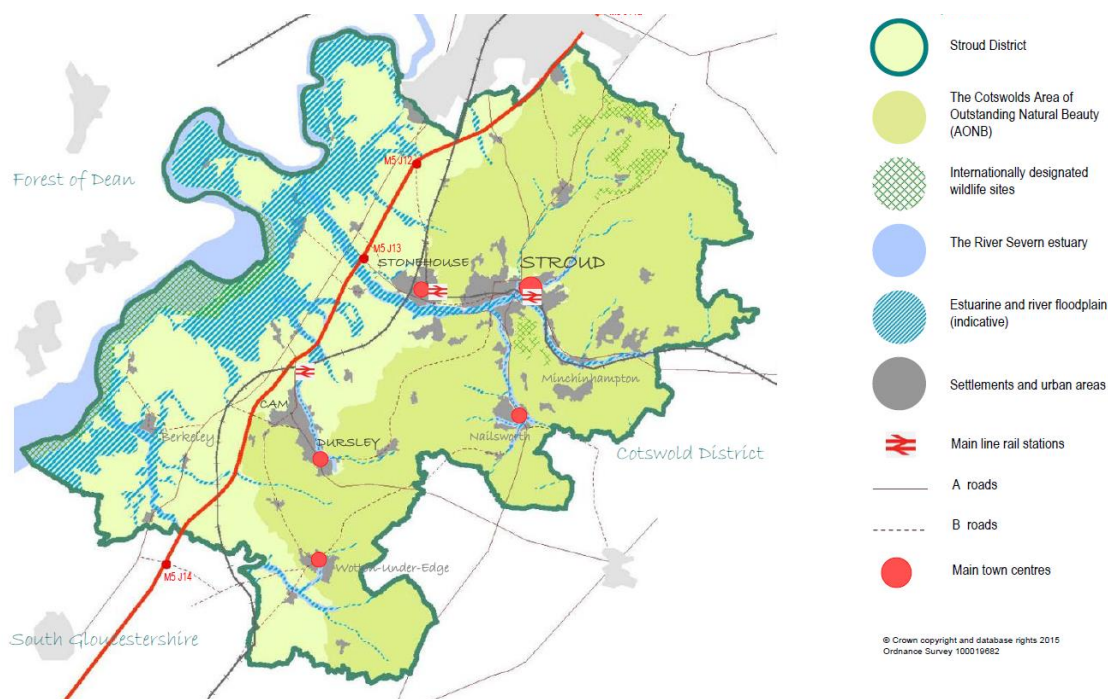 Forest of Dean
M5 J12
M5 J13
STONEHOUSE
STROUD
Minchinhampton
CAM
Berkeley
DURSLEY
Nailsworth
Cotswold District
Wotton-Under-Edge
M5 J14
South Gloucestershire
Stroud District
The Cotswolds Area of
Outstanding Natural Beauty
(AONB)
Internationally designated
wildlife sites
The River Severn estuary
Estuarine and river floodplain
(indicative)
Settlements and urban areas
Main line rail stations
A roads
B roads
Main town centres
© Crown copyright and database rights 2015
Ordnance Survey 100019682